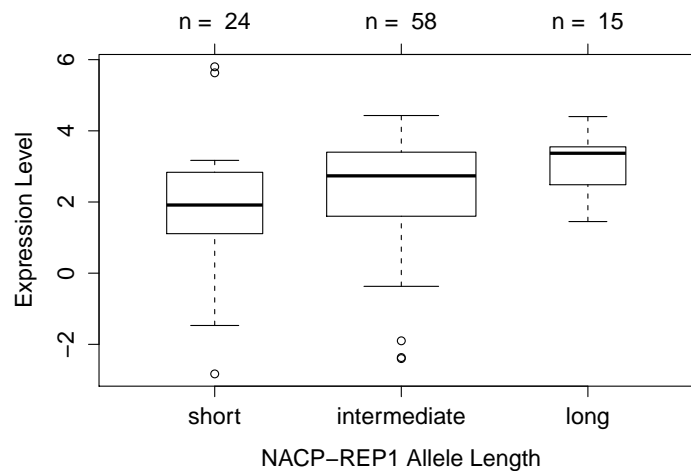 n = 24 n = 58 n = 15
6
4
2
0
−2
Expression Level
short intermediate long
NACP−REP1 Allele Length